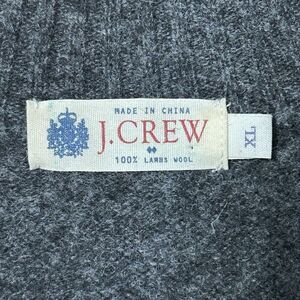 MADE IN CHINA
J.CREW
100% LAMBS WOOL
XL